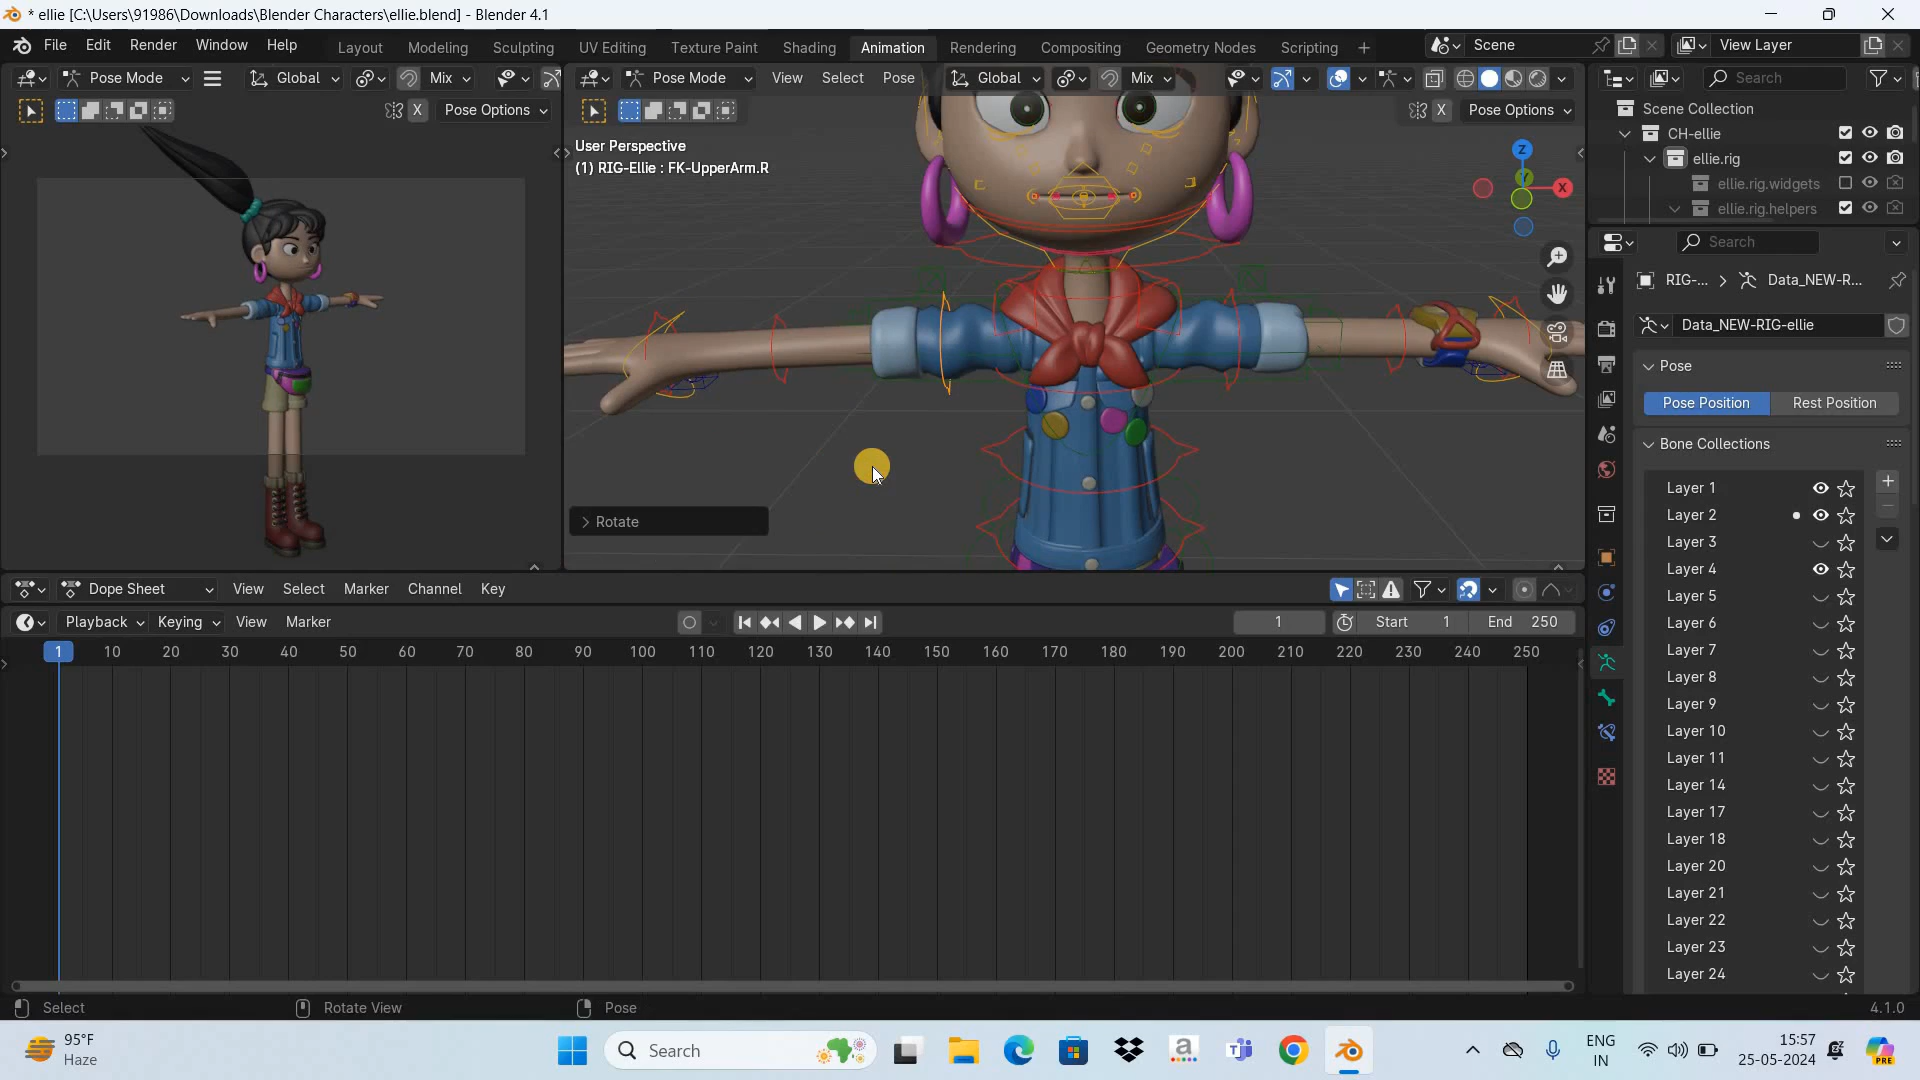 * ellie [C:\Users\91986\Downloads\Blender Characters\ellie.blend] - Blender 4.1
File Edit Render Window Help Layout Modeling Sculpting UV Editing Texture Paint Shading Animation Rendering Compositing Geometry Nodes Scripting + Scene View Layer
Pose Mode Global Mix
Pose Mode View Select Pose Global Mix
Search
X Pose Options
X Pose Options
Scene Collection
CH-ellie
ellie.rig
ellie.rig.widgets
ellie.rig.helpers
User Perspective
(1) RIG-Ellie : FK-UpperArm.R
Z
Y
X
Search
RIG-... > Data_NEW-R...
Data_NEW-RIG-ellie
Pose
Pose Position Rest Position
Bone Collections
Layer 1
Layer 2
Layer 3
Layer 4
Layer 5
Layer 6
Layer 7
Layer 8
Layer 9
Layer 10
Layer 11
Layer 14
Layer 17
Layer 18
Layer 20
Layer 21
Layer 22
Layer 23
Layer 24
> Rotate
Dope Sheet View Select Marker Channel Key
Playback Keying View Marker 1 Start 1 End 250
1 10 20 30 40 50 60 70 80 90 100 110 120 130 140 150 160 170 180 190 200 210 220 230 240 250
Select Rotate View Pose 4.1.0
95°F
Haze
Search
a
ENG
IN
15:57
25-05-2024
PRE